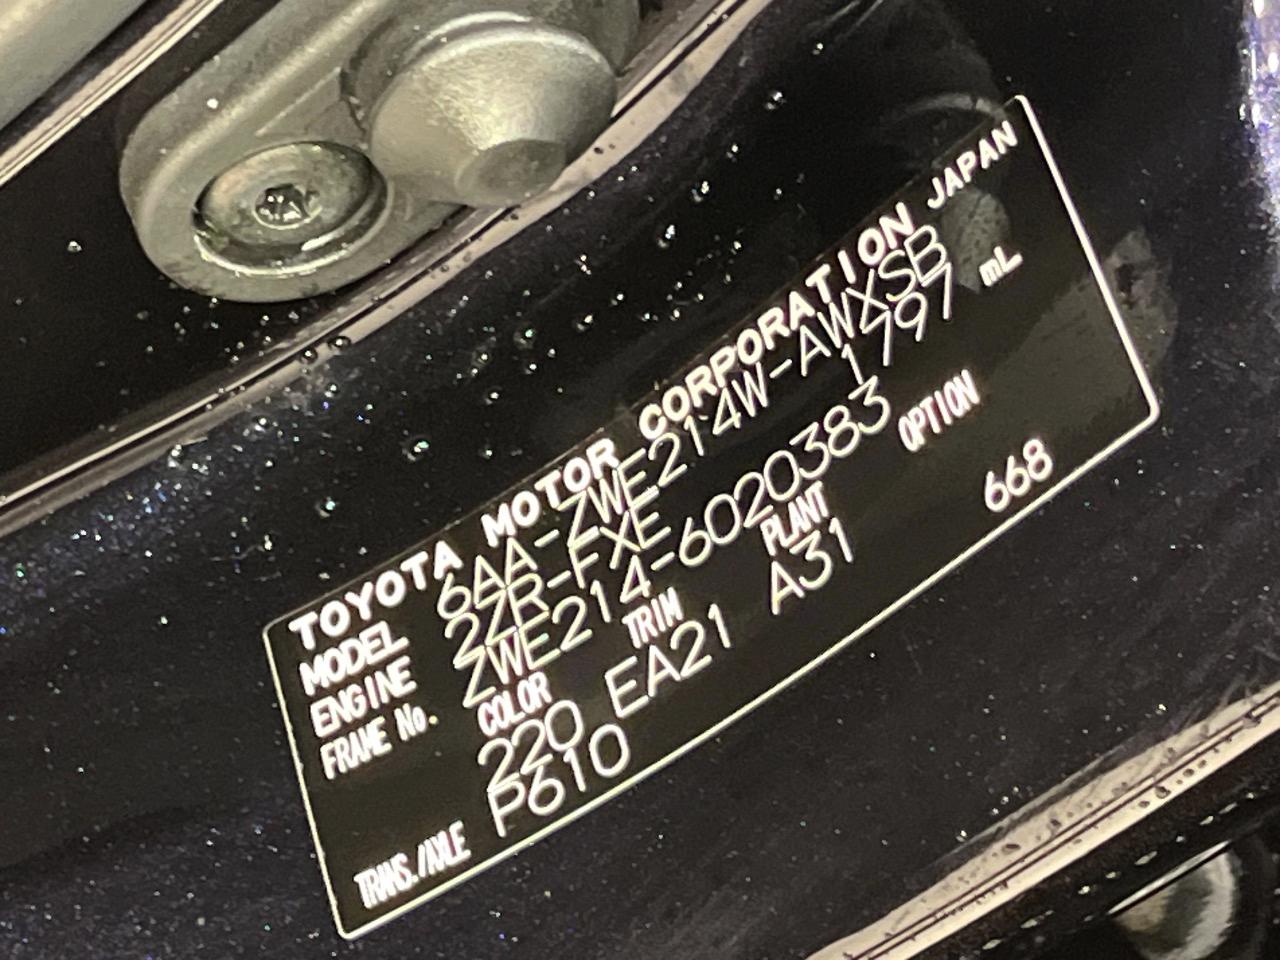 TOYOTA MOTOR CORPORATION JAPAN
MODEL 6AA-ZWE214W-AWXSB
ENGINE 2ZR-FXE 1797 mL
FRAME No. ZWE214-6020383
COLOR TRIM PLANT OPTION
220 EA21 A31 668
TRANS./AXLE P610